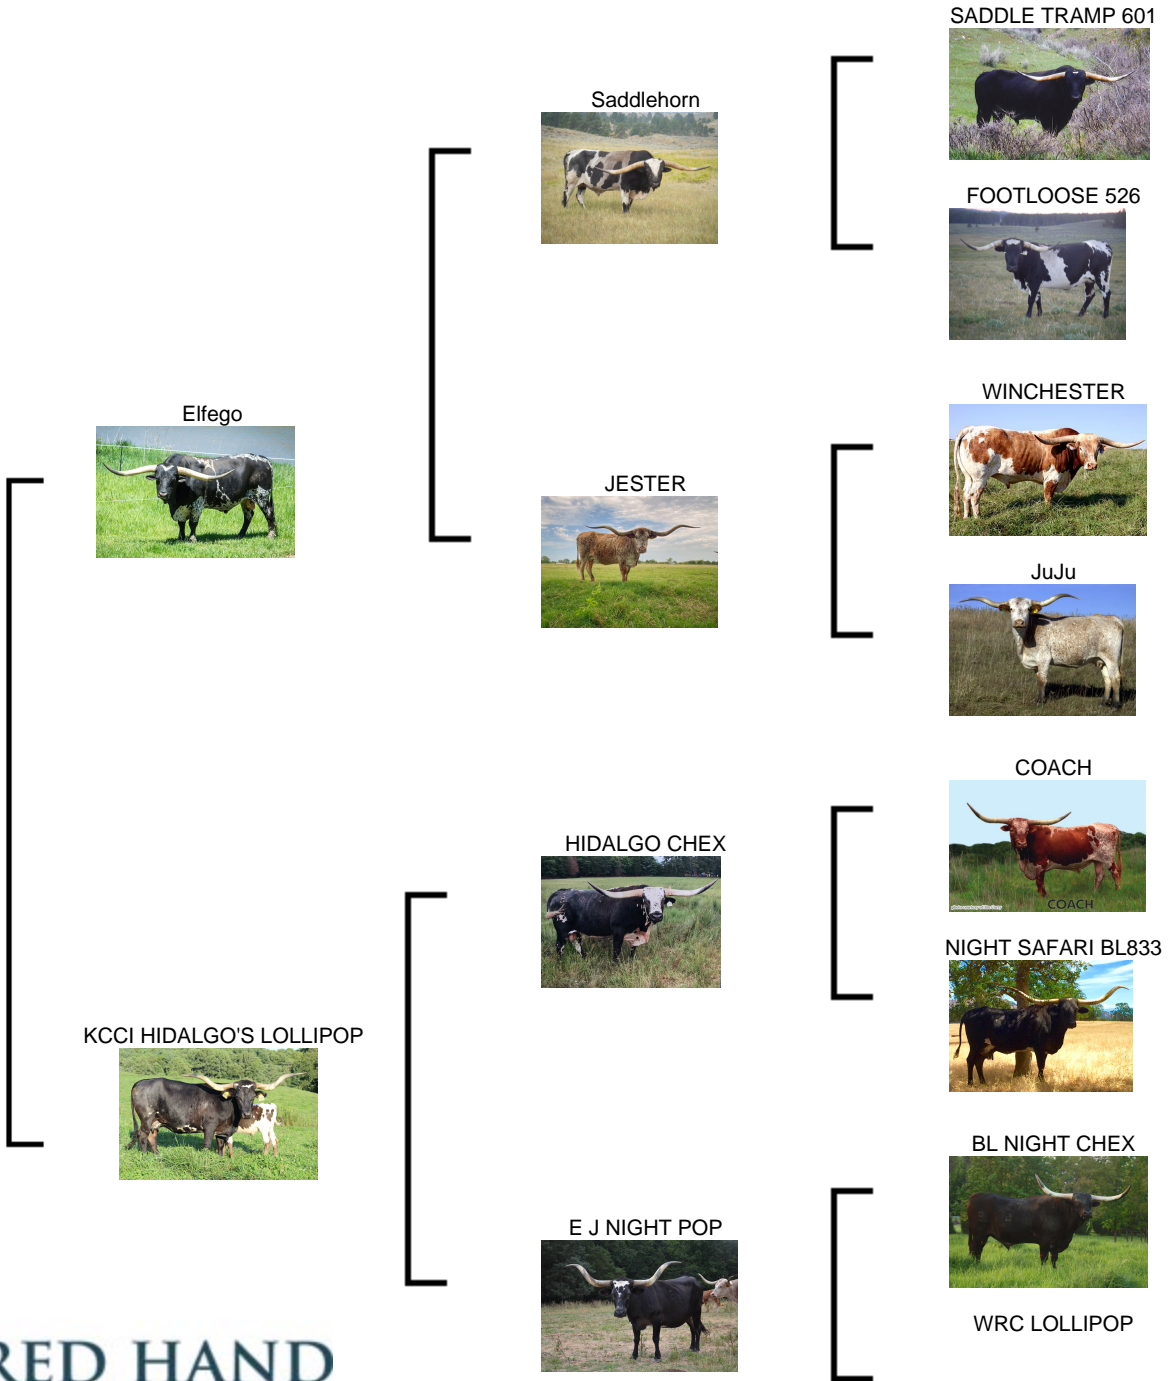 SADDLE TRAMP 601
Saddlehorn
FOOTLOOSE 526
WINCHESTER
Elfego
JESTER
JuJu
COACH
HIDALGO CHEX
COACH
NIGHT SAFARI BL833
KCCI HIDALGO'S LOLLIPOP
BL NIGHT CHEX
E J NIGHT POP
WRC LOLLIPOP
RED HAND